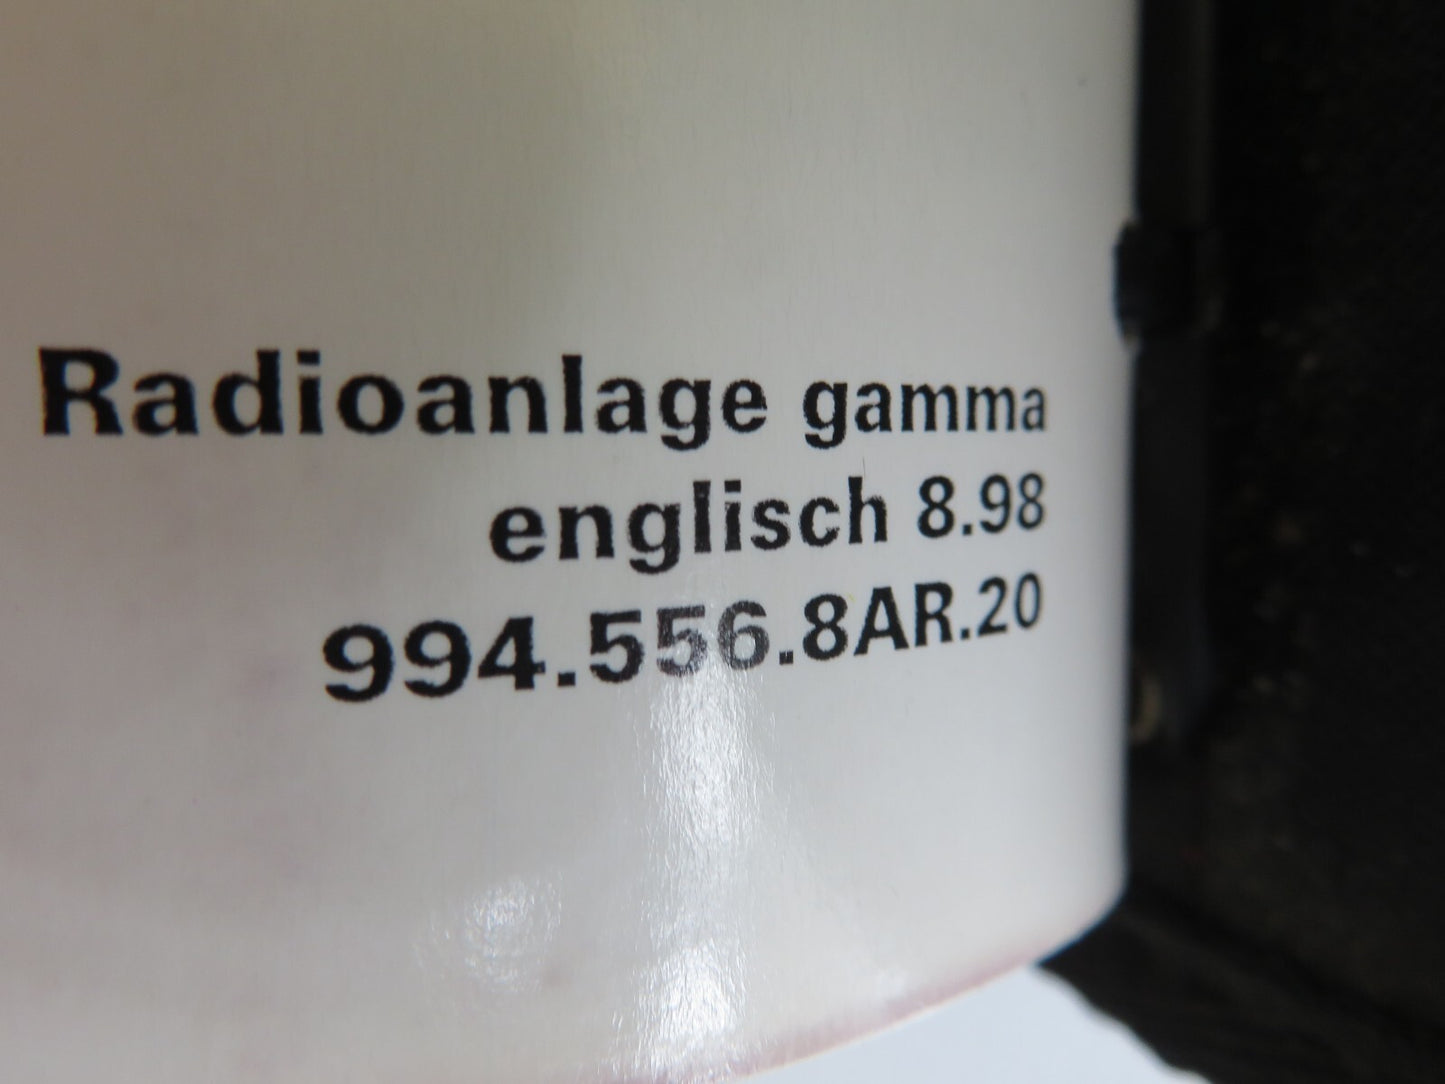 Radioanlage gamma
englisch 8.98
994.556.8AR.20